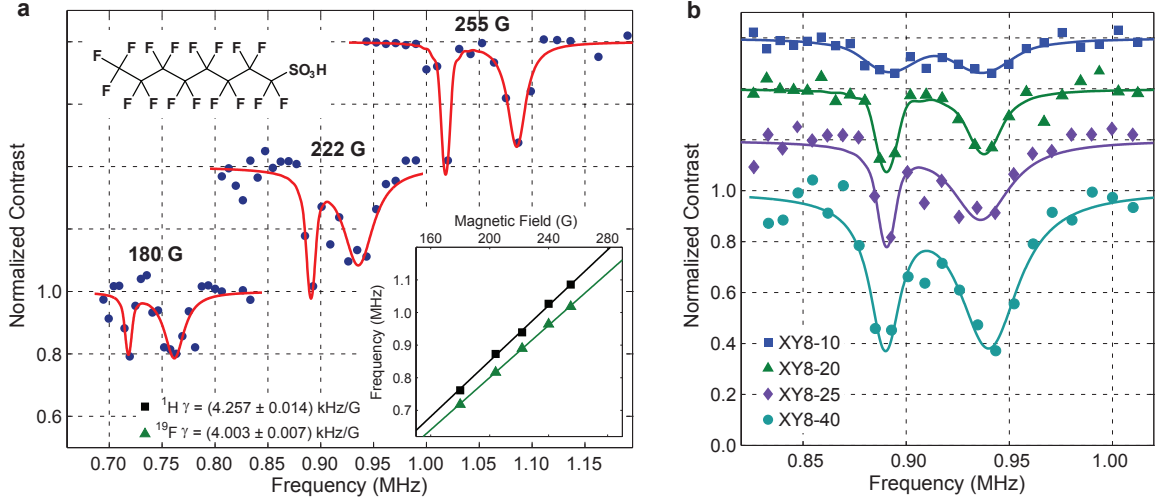 a
255 G
F F F F F F F F
F
SO₃H
F
F F F F F F F F
222 G
180 G
Normalized Contrast
1.0
0.8
0.6
0.70 0.75 0.80 0.85 0.90 0.95 1.00 1.05 1.10 1.15
Frequency (MHz)
¹H γ = (4.257 ± 0.014) kHz/G
¹⁹F γ = (4.003 ± 0.007) kHz/G
Magnetic Field (G)
160 200 240 280
Frequency (MHz)
1.1
1.0
0.9
0.8
0.7
b
Normalized Contrast
1.0
0.8
0.6
0.4
0.2
0.0
XY8-10
XY8-20
XY8-25
XY8-40
0.85 0.90 0.95 1.00
Frequency (MHz)